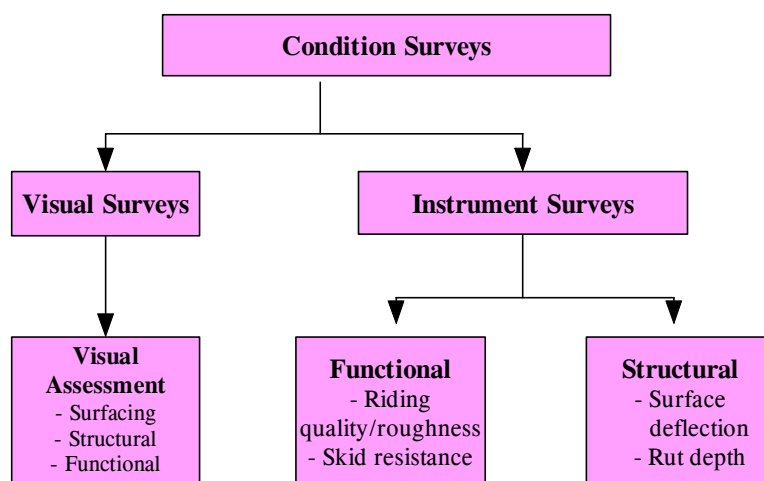 Condition Surveys
Visual Surveys
Instrument Surveys
Visual
Assessment
- Surfacing
- Structural
- Functional
Functional
- Riding
quality/roughness
- Skid resistance
Structural
- Surface
deflection
- Rut depth